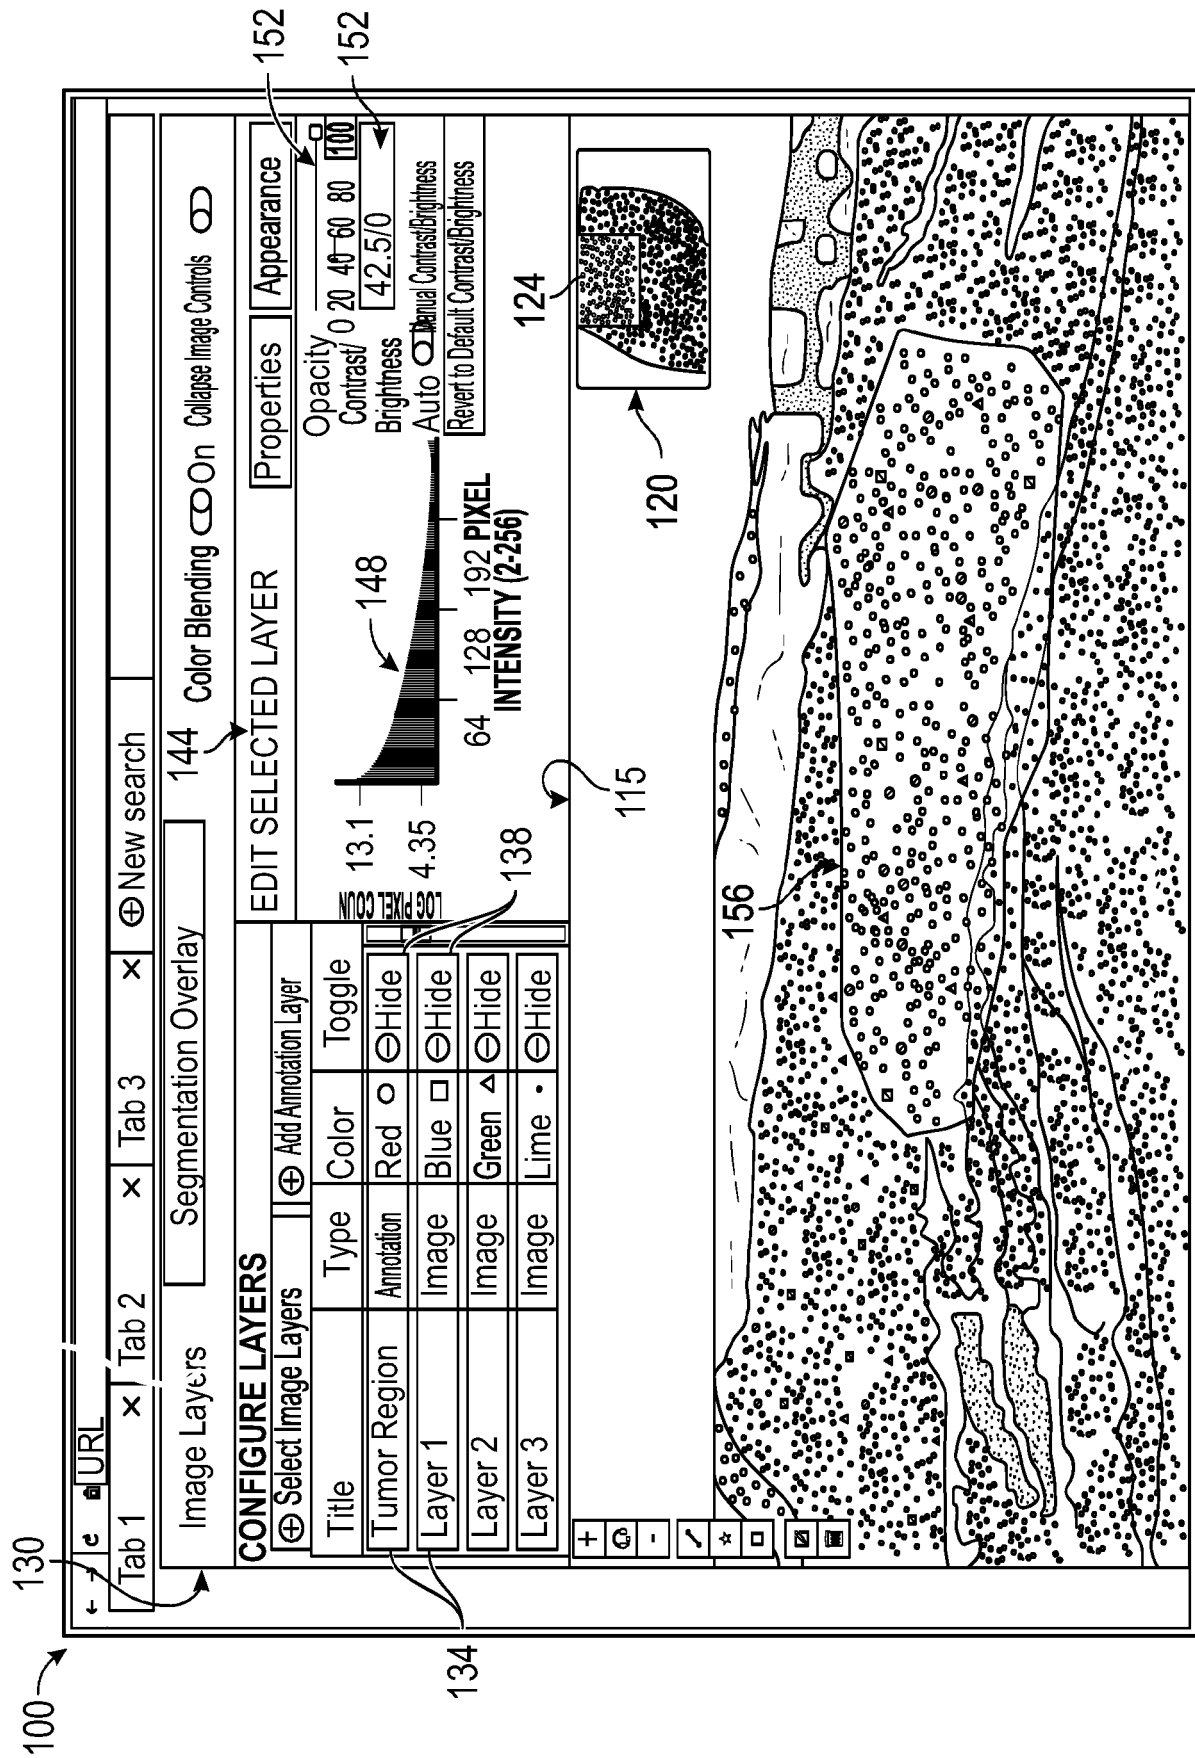 100
130
URL
Tab 1 × Tab 2 × Tab 3 × ⊕ New search
Image Layers Segmentation Overlay
144
Color Blending On Collapse Image Controls
CONFIGURE LAYERS
⊕ Select Image Layers ⊕ Add Annotation Layer
Title Type Color Toggle
Tumor Region Annotation Red ○ ⊖Hide
Layer 1 Image Blue □ ⊖Hide
Layer 2 Image Green △ ⊖Hide
Layer 3 Image Lime • ⊖Hide
134
138
EDIT SELECTED LAYER
Properties Appearance
LOG PIXEL COUN
13.1
4.35
148
64 128 192 PIXEL
INTENSITY (2-256)
Opacity
0 20 40 60 80 100
Contrast/
Brightness
42.5/0
Auto Manual Contrast/Brightness
Revert to Default Contrast/Brightness
152
152
115
+
-
120
124
156